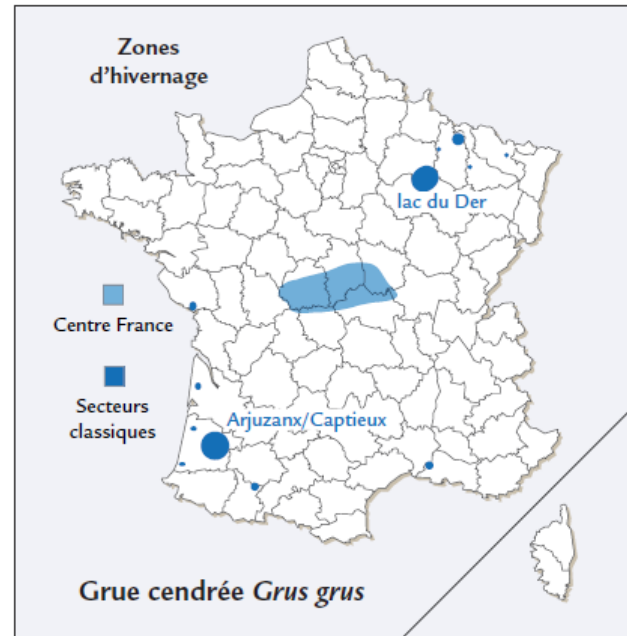 Zones
d'hivernage
lac du Der
Centre France
Secteurs
classiques
Arjuzanx/Captieux
Grue cendrée Grus grus